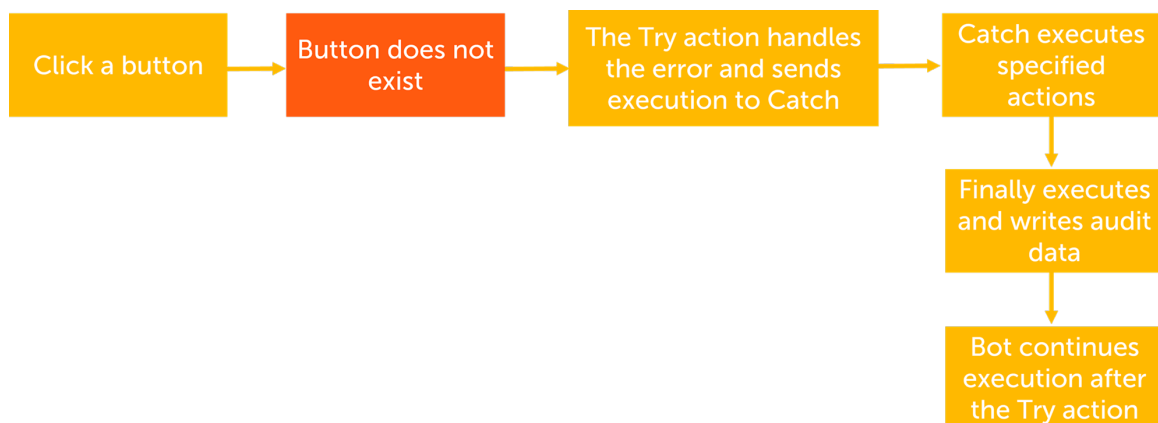 Click a button
Button does not
exist
The Try action handles
the error and sends
execution to Catch
Catch executes
specified
actions
Finally executes
and writes audit
data
Bot continues
execution after
the Try action